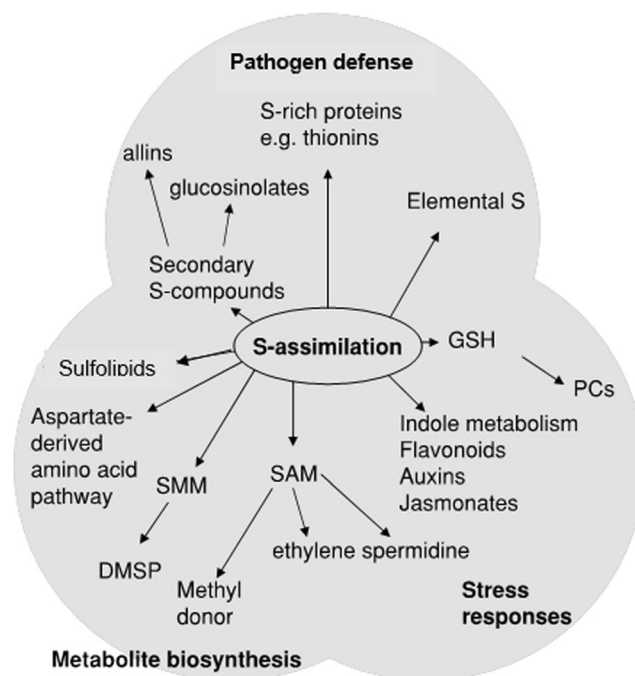 Pathogen defense
S-rich proteins
e.g. thionins
allins
glucosinolates
Elemental S
Secondary
S-compounds
S-assimilation
GSH
Sulfolipids
PCs
Aspartate-
derived
amino acid
pathway
Indole metabolism
Flavonoids
Auxins
Jasmonates
SMM
SAM
ethylene spermidine
DMSP
Methyl
donor
Stress
responses
Metabolite biosynthesis